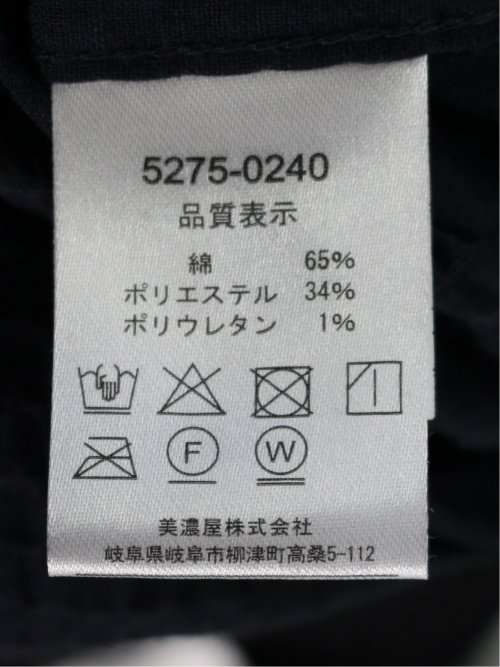 5275-0240
品質表示
綿 65%
ポリエステル 34%
ポリウレタン 1%
F W
美濃屋株式会社
岐阜県岐阜市柳津町高桑5-112